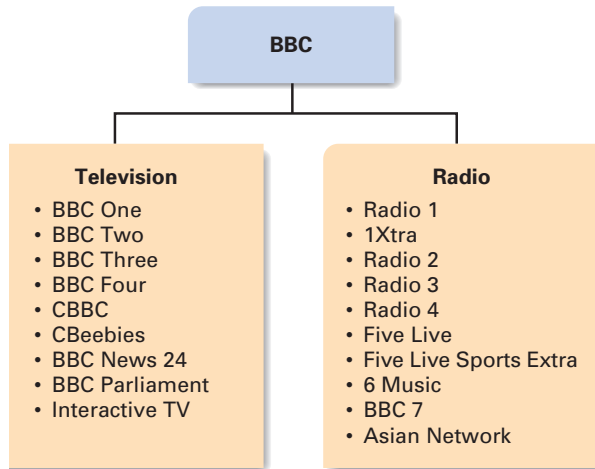 BBC
Television
• BBC One
• BBC Two
• BBC Three
• BBC Four
• CBBC
• CBeebies
• BBC News 24
• BBC Parliament
• Interactive TV
Radio
• Radio 1
• 1Xtra
• Radio 2
• Radio 3
• Radio 4
• Five Live
• Five Live Sports Extra
• 6 Music
• BBC 7
• Asian Network